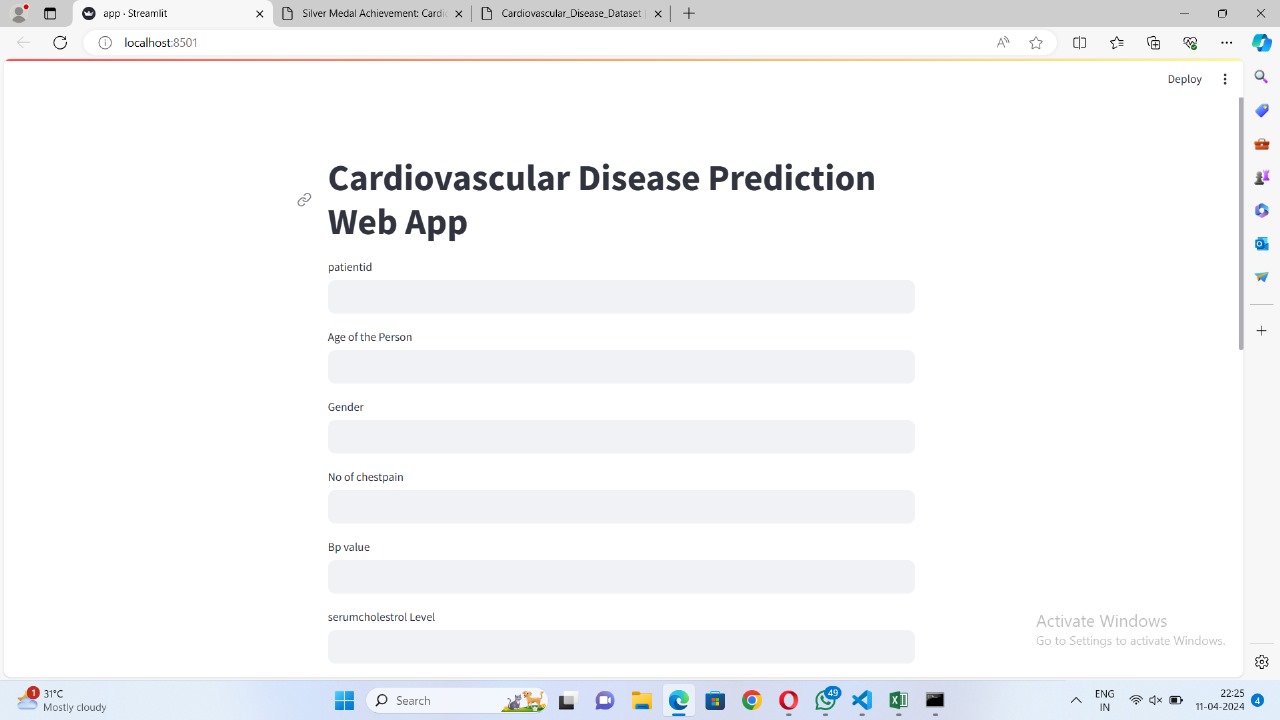 app · Streamlit
Silver Medal Achievement: Cardi
Cardiovascular_Disease_Dataset |
localhost:8501
Deploy
Cardiovascular Disease Prediction
Web App
patientid
Age of the Person
Gender
No of chestpain
Bp value
serumcholestrol Level
Activate Windows
Go to Settings to activate Windows.
1
31°C
Mostly cloudy
Search
49
ENG
IN
22:25
11-04-2024
4